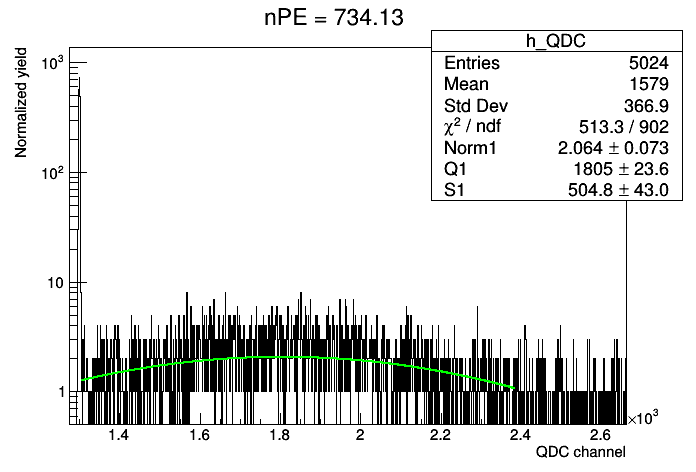 nPE = 734.13
h_QDC
Entries 5024
Mean 1579
Std Dev 366.9
χ² / ndf 513.3 / 902
Norm1 2.064 ± 0.073
Q1 1805 ± 23.6
S1 504.8 ± 43.0
Normalized yield
10³
10²
10
1
1.4 1.6 1.8 2 2.2 2.4 2.6
×10³
QDC channel